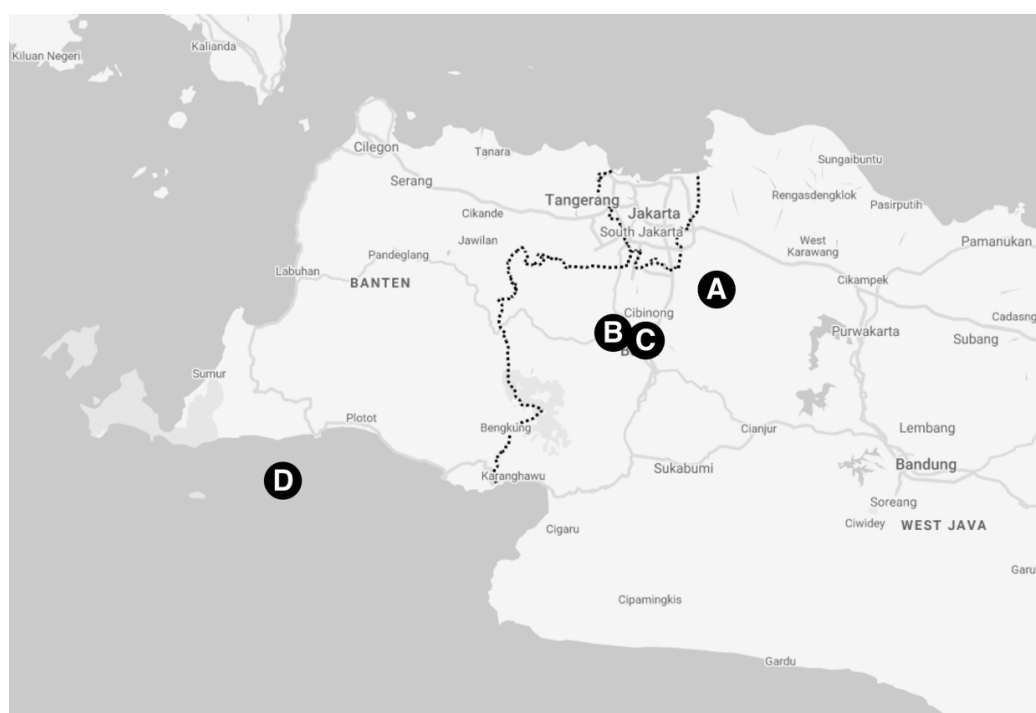 Kiluan Negeri
Kalianda
Cilegon
Tanara
Serang
Tangerang
Jakarta
South Jakarta
Sungaibuntu
Rengasdengklok
Pasirputih
Cikande
Jawilan
West
Karawang
Pamanukan
Pandeglang
Labuhan
BANTEN
A
Cikampek
Cibinong
Cadasng
B
C
Purwakarta
Subang
Sumur
Plotot
Bengkung
Cianjur
Lembang
Bandung
D
Karanghawu
Sukabumi
Soreang
Cigaru
Ciwidey
WEST JAVA
Garu
Cipamingkis
Gardu